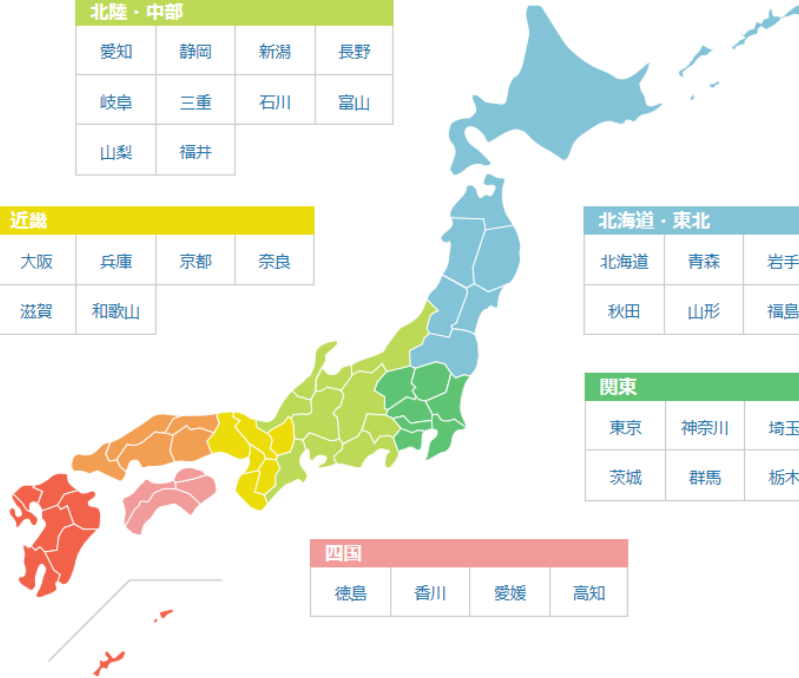 北陸・中部
愛知 静岡 新潟 長野
岐阜 三重 石川 富山
山梨 福井
近畿
大阪 兵庫 京都 奈良
滋賀 和歌山
北海道・東北
北海道 青森 岩手
秋田 山形 福島
関東
東京 神奈川 埼玉
茨城 群馬 栃木
四国
徳島 香川 愛媛 高知